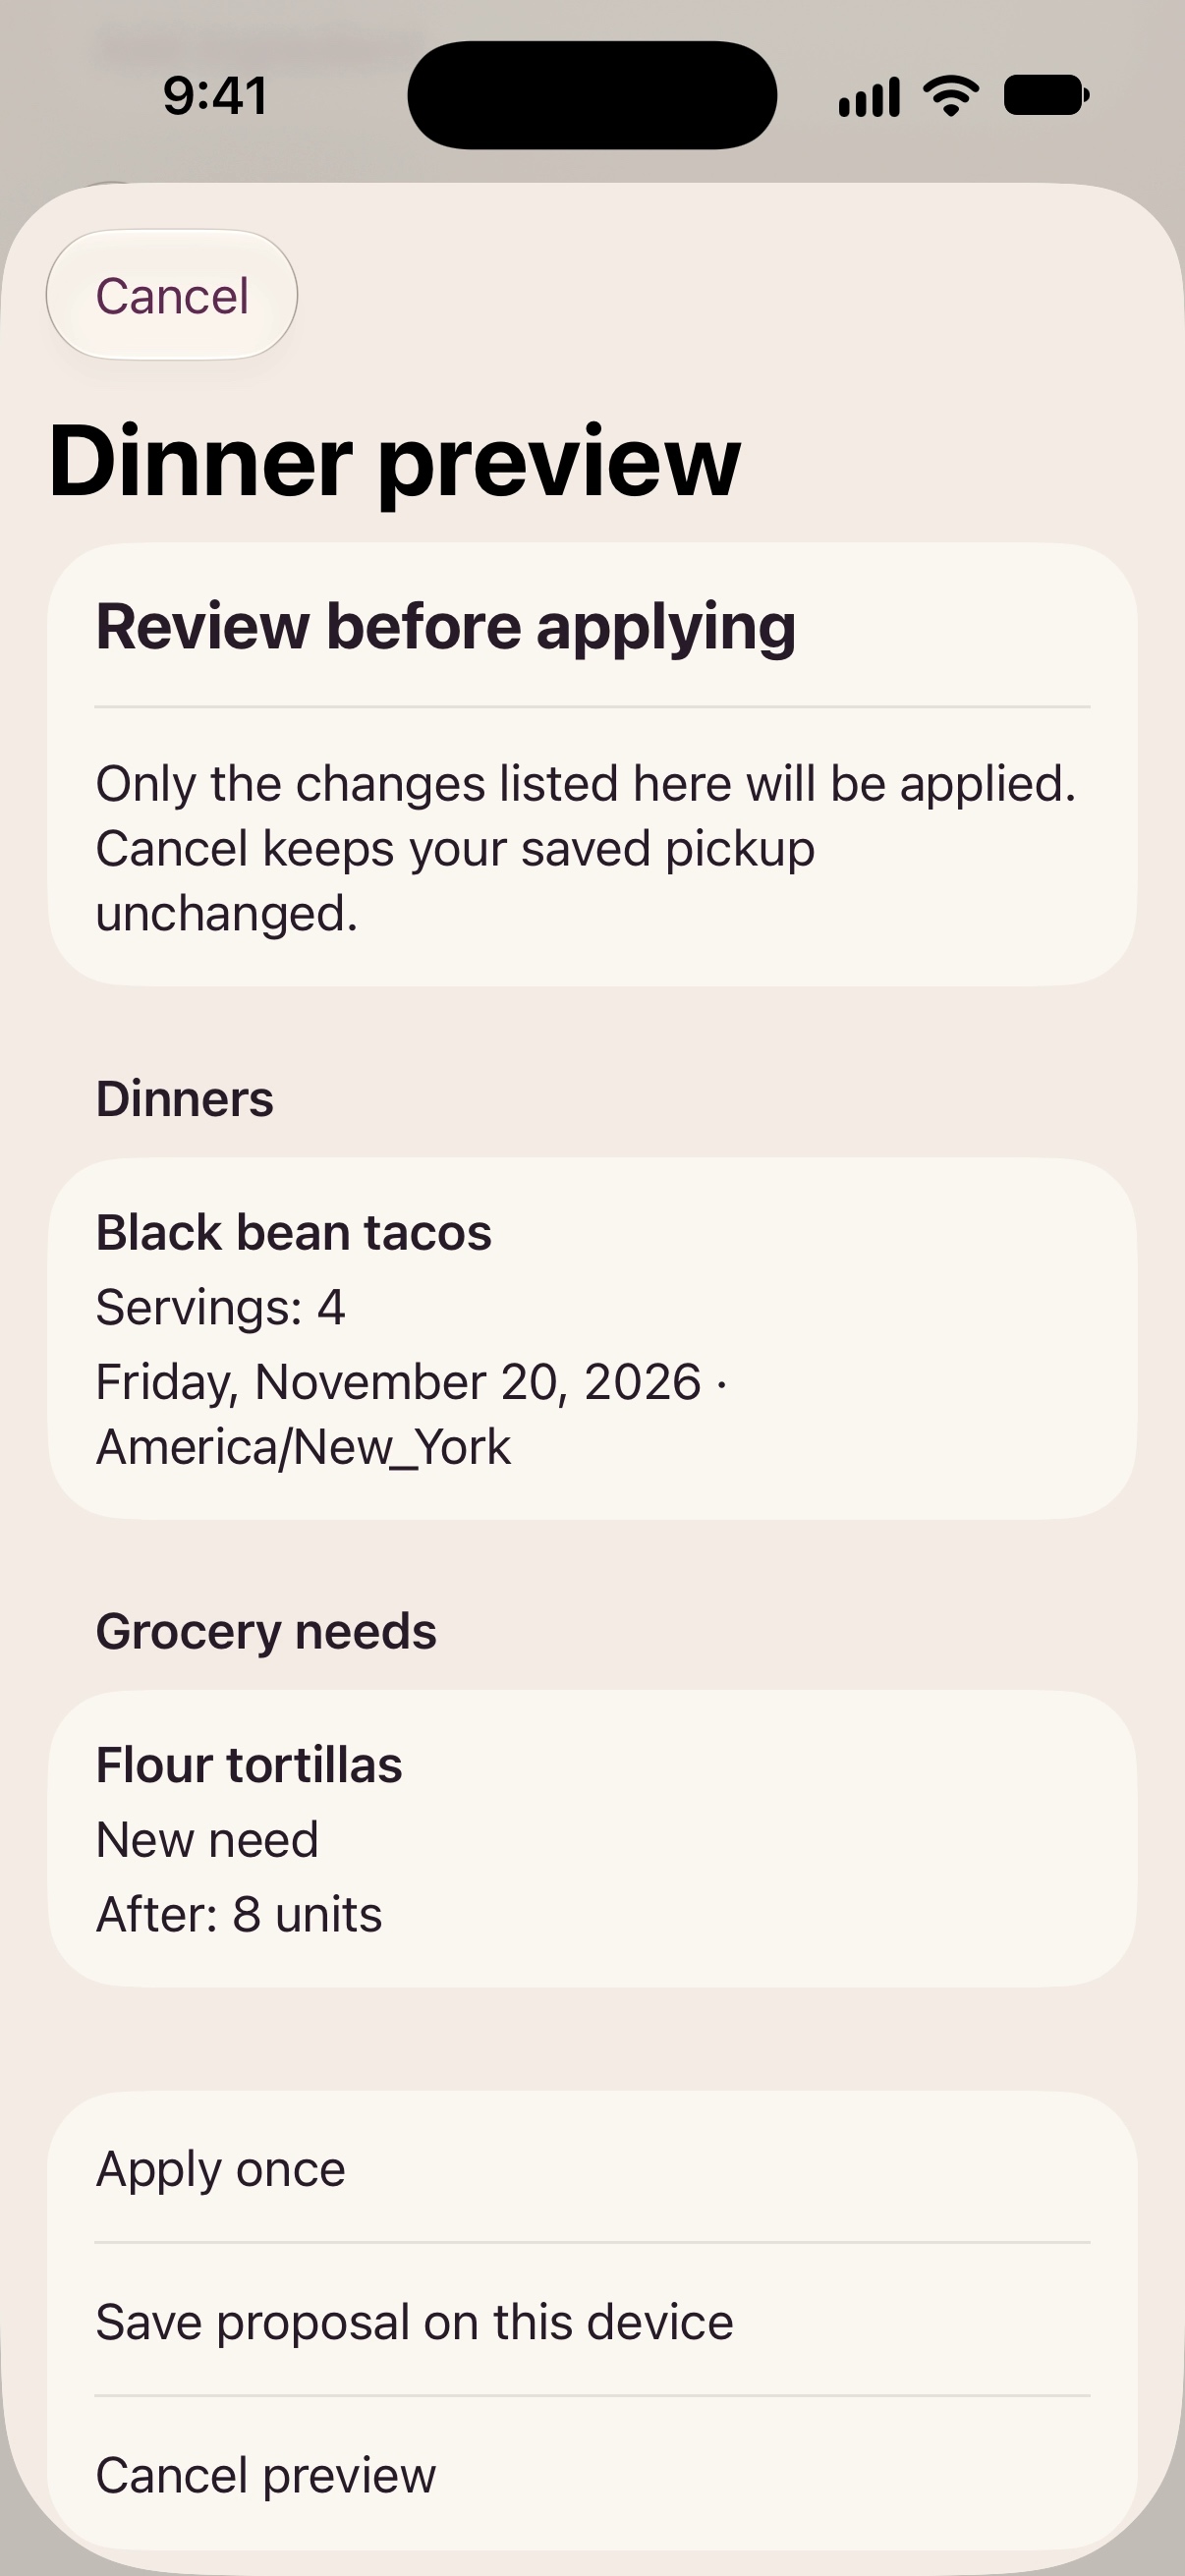 9:41
Cancel
Dinner preview
Review before applying
Only the changes listed here will be applied.
Cancel keeps your saved pickup
unchanged.
Dinners
Black bean tacos
Servings: 4
Friday, November 20, 2026 ·
America/New_York
Grocery needs
Flour tortillas
New need
After: 8 units
Apply once
Save proposal on this device
Cancel preview